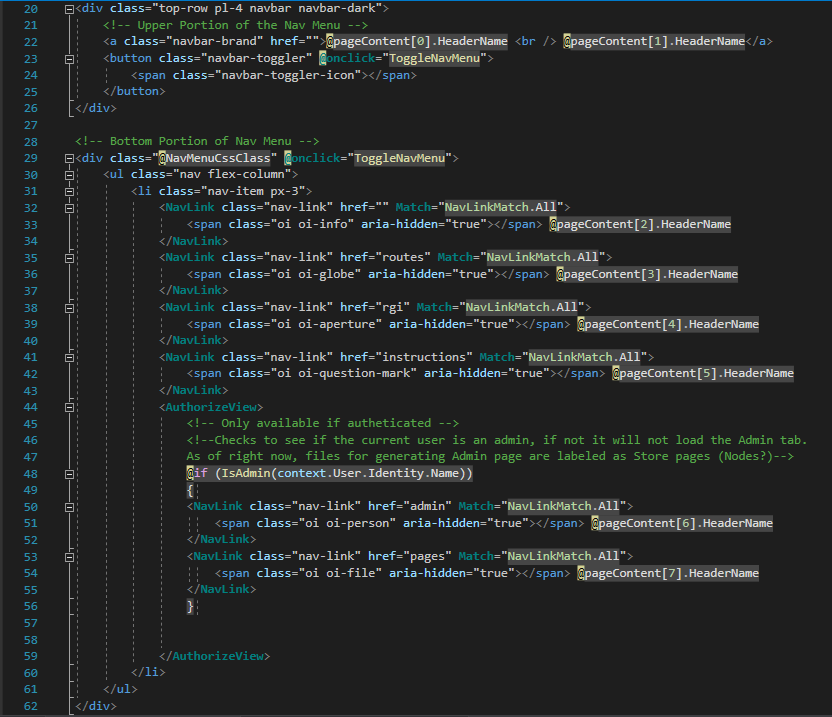 20 <div class="top-row pl-4 navbar navbar-dark">
21 <!-- Upper Portion of the Nav Menu -->
22 <a class="navbar-brand" href="">@pageContent[0].HeaderName <br /> @pageContent[1].HeaderName</a>
23 <button class="navbar-toggler" @onclick="ToggleNavMenu">
24 <span class="navbar-toggler-icon"></span>
25 </button>
26 </div>
27
28 <!-- Bottom Portion of Nav Menu -->
29 <div class="@NavMenuCssClass" @onclick="ToggleNavMenu">
30 <ul class="nav flex-column">
31 <li class="nav-item px-3">
32 <NavLink class="nav-link" href="" Match="NavLinkMatch.All">
33 <span class="oi oi-info" aria-hidden="true"></span> @pageContent[2].HeaderName
34 </NavLink>
35 <NavLink class="nav-link" href="routes" Match="NavLinkMatch.All">
36 <span class="oi oi-globe" aria-hidden="true"></span> @pageContent[3].HeaderName
37 </NavLink>
38 <NavLink class="nav-link" href="rgi" Match="NavLinkMatch.All">
39 <span class="oi oi-aperture" aria-hidden="true"></span> @pageContent[4].HeaderName
40 </NavLink>
41 <NavLink class="nav-link" href="instructions" Match="NavLinkMatch.All">
42 <span class="oi oi-question-mark" aria-hidden="true"></span> @pageContent[5].HeaderName
43 </NavLink>
44 <AuthorizeView>
45 <!-- Only available if autheticated -->
46 <!--Checks to see if the current user is an admin, if not it will not load the Admin tab.
47 As of right now, files for generating Admin page are labeled as Store pages (Nodes?)-->
48 @if (IsAdmin(context.User.Identity.Name))
49 {
50 <NavLink class="nav-link" href="admin" Match="NavLinkMatch.All">
51 <span class="oi oi-person" aria-hidden="true"></span> @pageContent[6].HeaderName
52 </NavLink>
53 <NavLink class="nav-link" href="pages" Match="NavLinkMatch.All">
54 <span class="oi oi-file" aria-hidden="true"></span> @pageContent[7].HeaderName
55 </NavLink>
56 }
57
58
59 </AuthorizeView>
60 </li>
61 </ul>
62 </div>